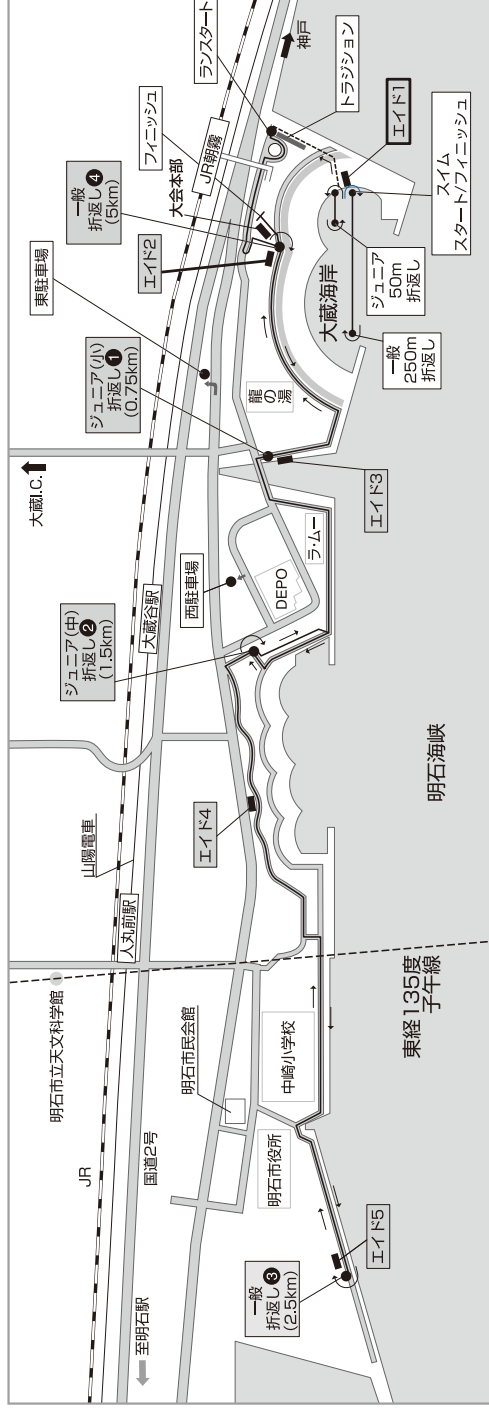 大蔵I.C.
東駐車場
一般
折返し❹
(5km)
フィニッシュ
ランスタート
神戸
JR朝霧
大会本部
エイド2
トラジション
エイド1
スイム
スタート/フィニッシュ
ジュニア
50m
折返し
一般
250m
折返し
大蔵海岸
龍の湯
ジュニア(小)
折返し❶
(0.75km)
エイド3
ラ・ムー
DEPO
西駐車場
大蔵谷駅
ジュニア(中)
折返し❷
(1.5km)
エイド4
明石海峡
山陽電車
人丸前駅
明石市立天文科学館
東経135度
子午線
明石市民会館
中崎小学校
明石市役所
JR
国道2号
至明石駅
エイド5
一般
折返し❸
(2.5km)